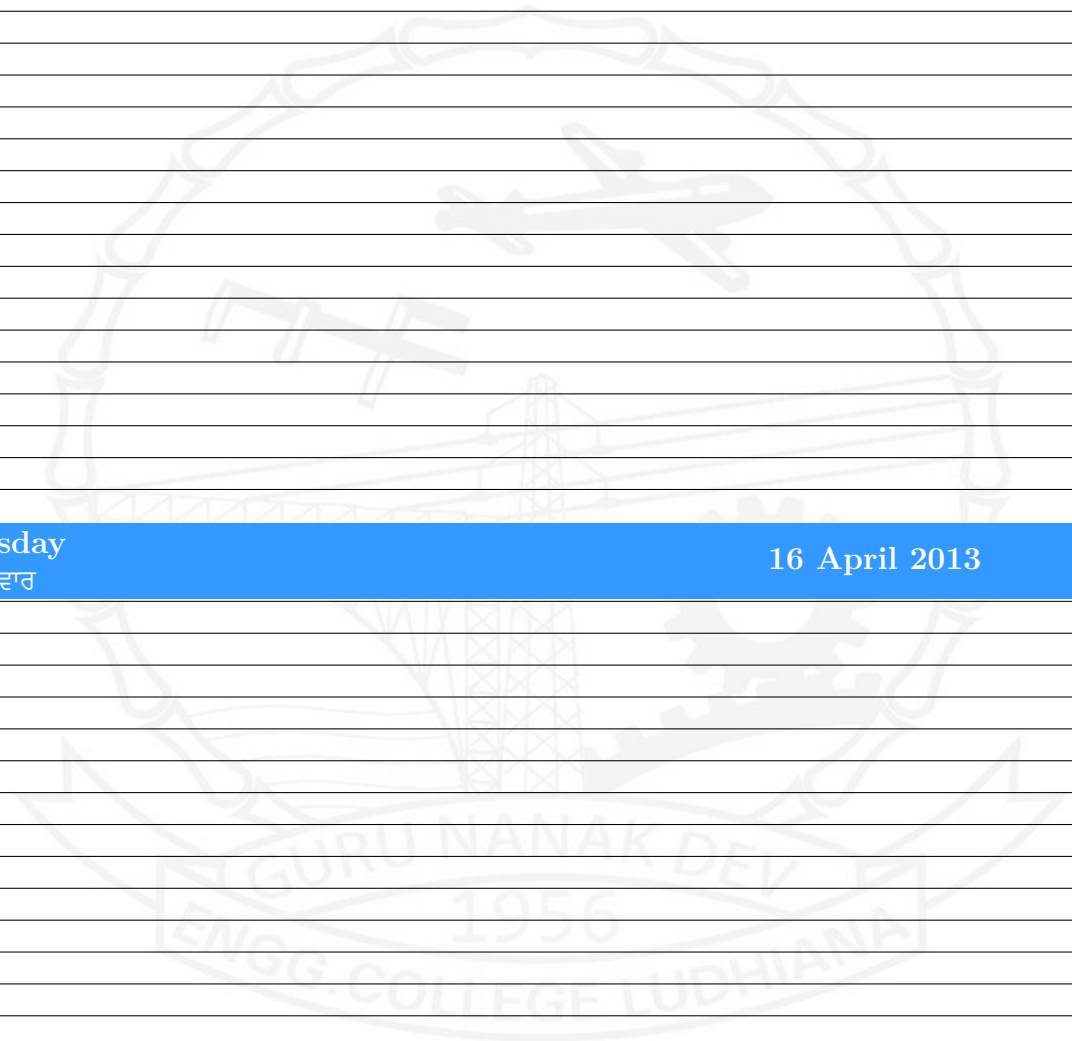 sday
16 April 2013
ਵਾਰ
GURU NANAK DEV
1956
ENGG. COLLEGE LUDHIANA